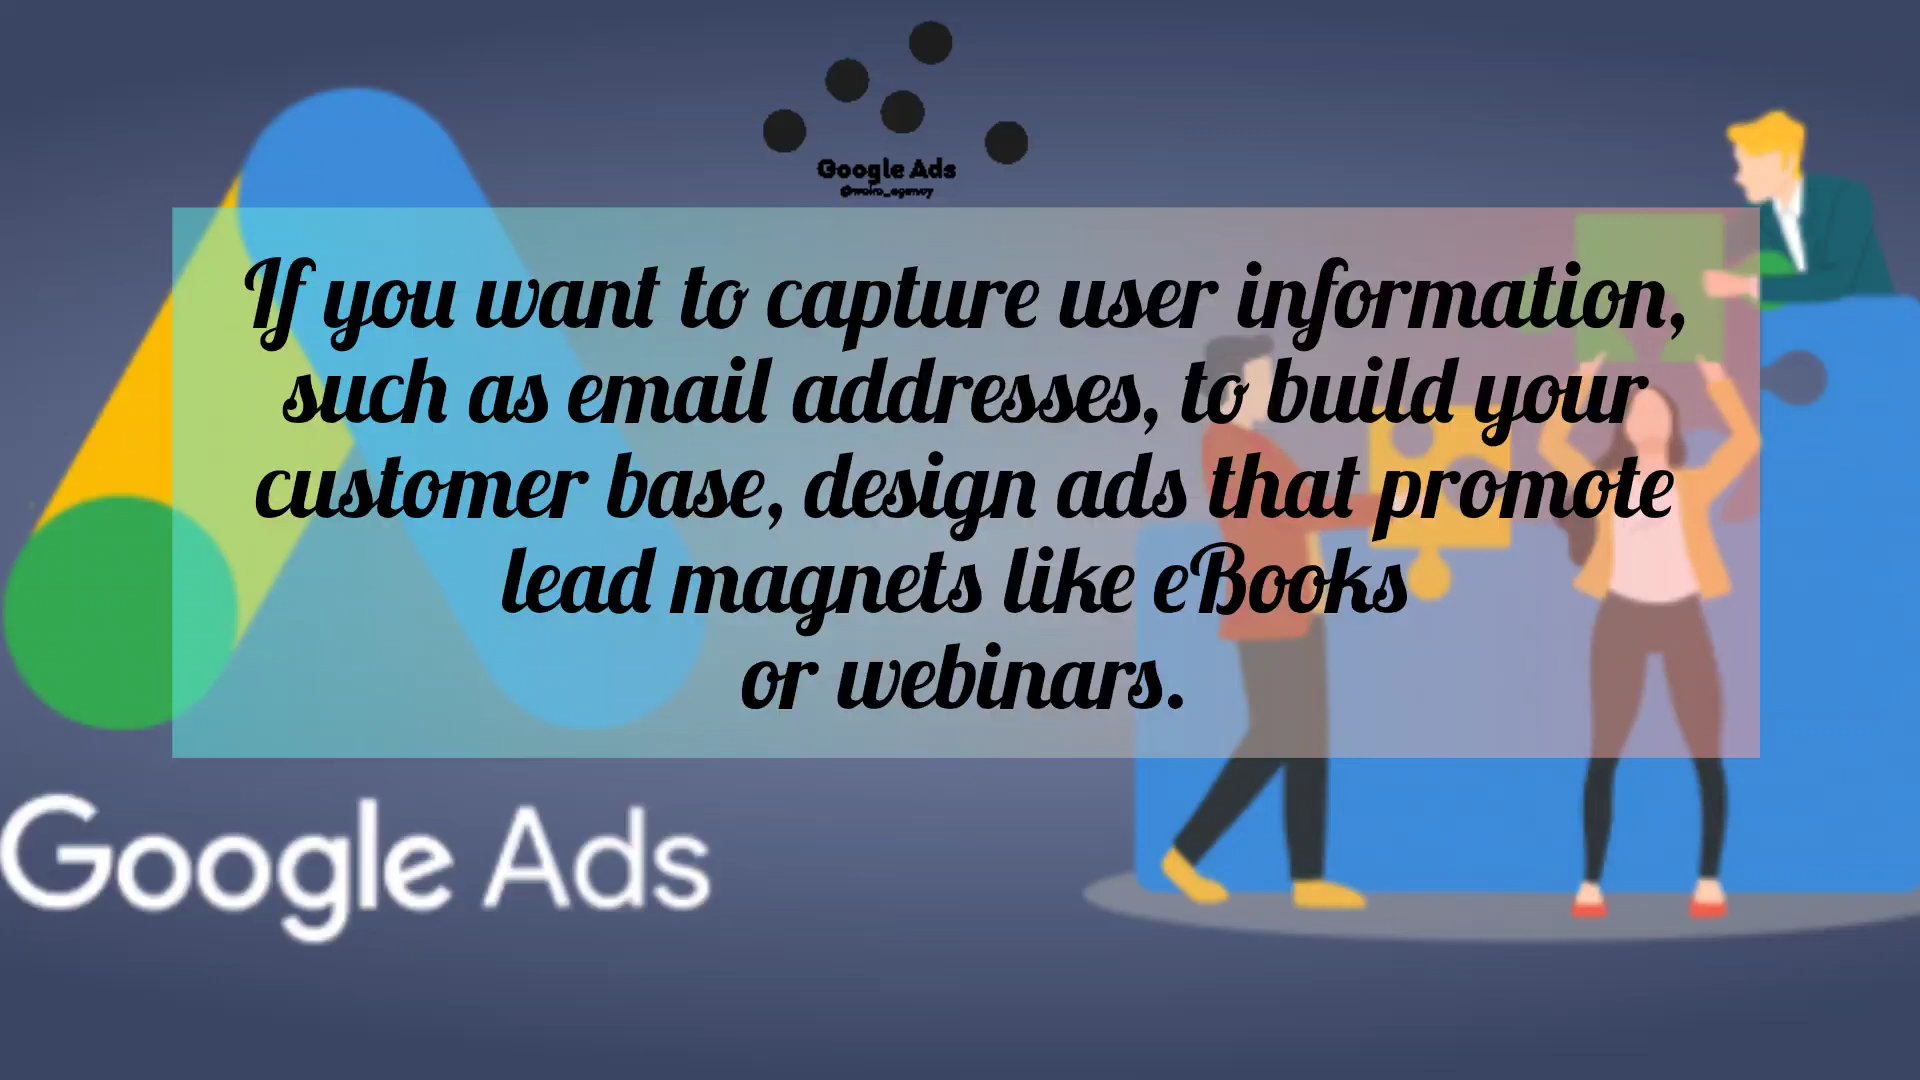 Google Ads
If you want to capture user information,
such as email addresses, to build your
customer base, design ads that promote
lead magnets like eBooks
or webinars.
Google Ads